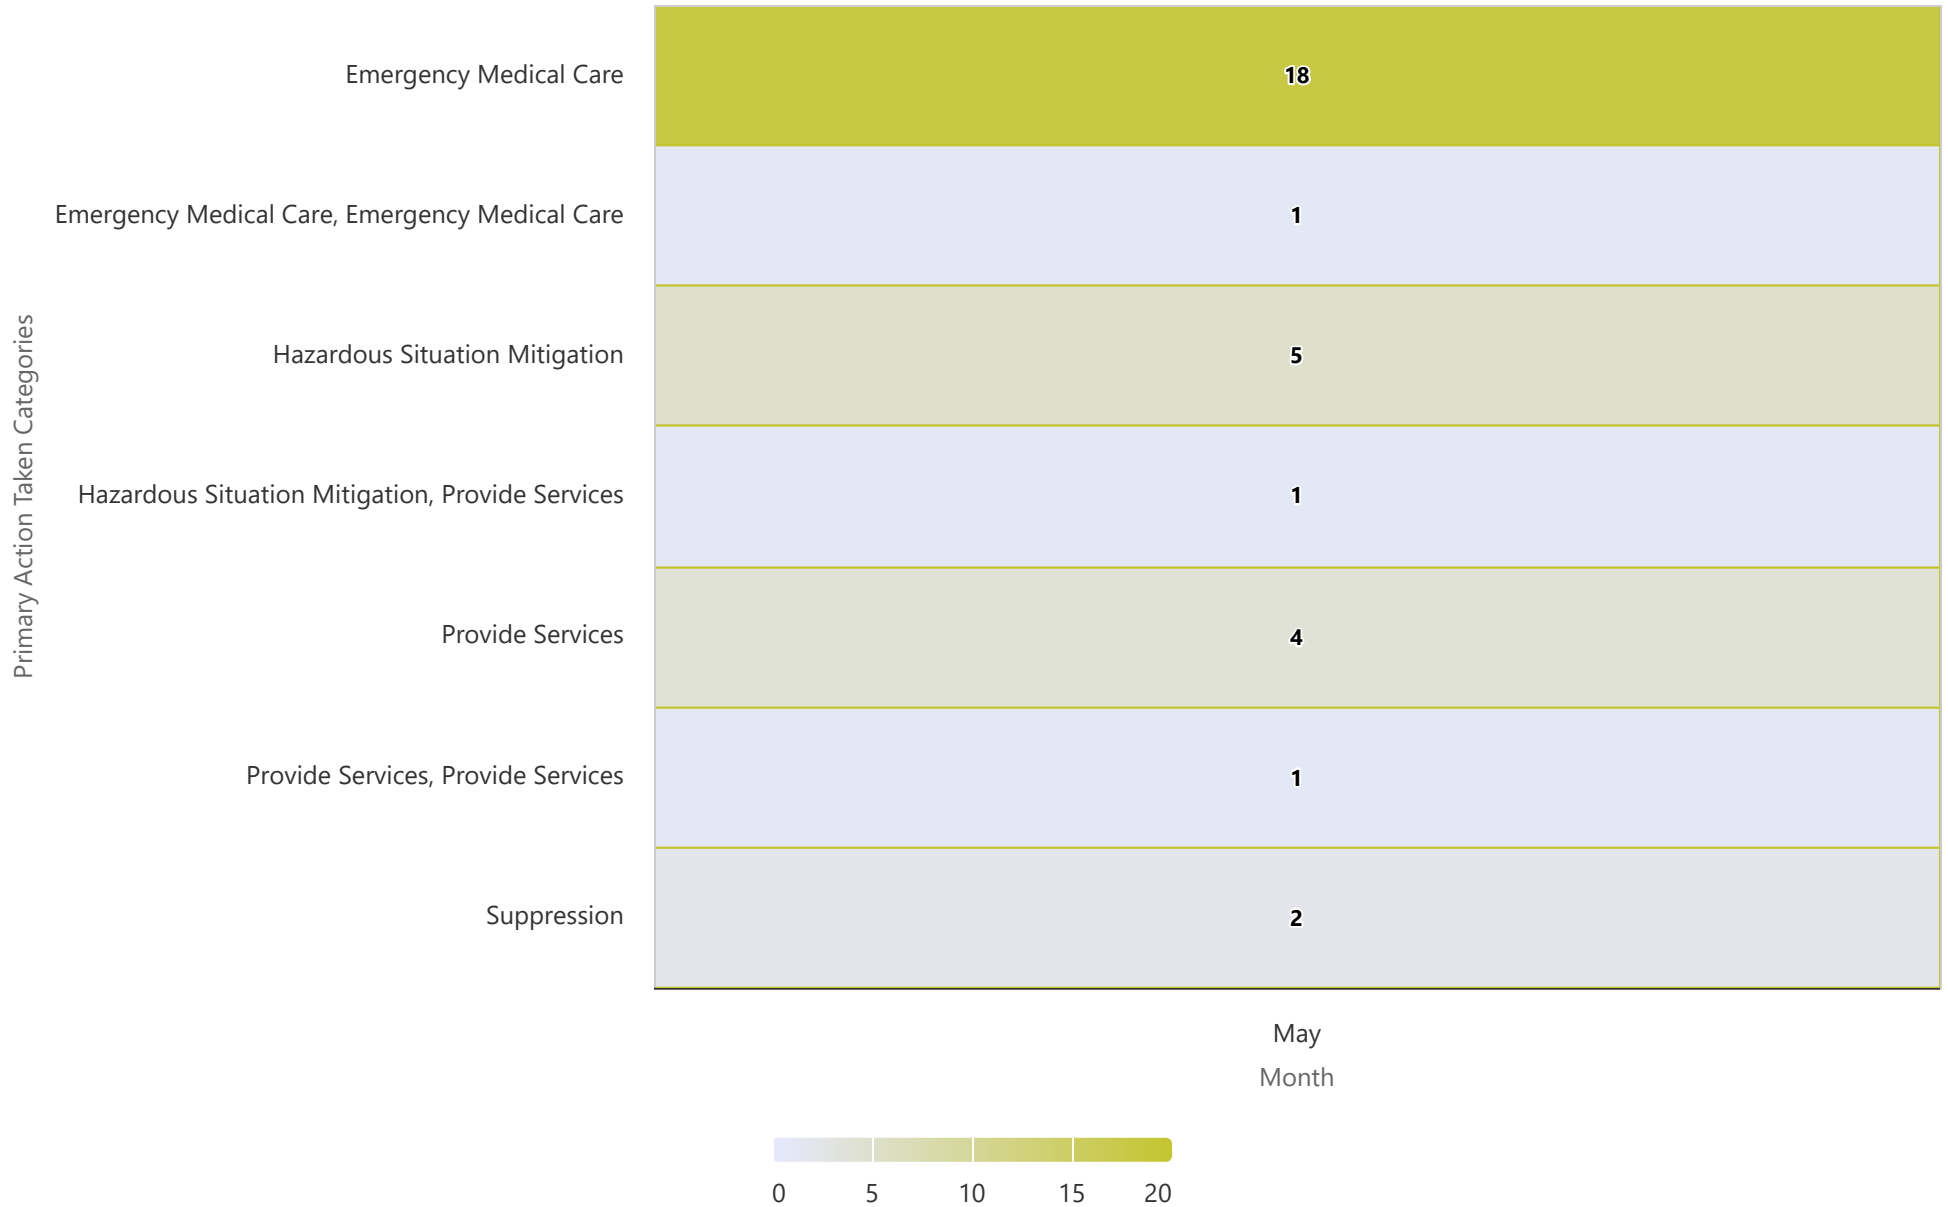 Primary Action Taken Categories
Emergency Medical Care
18
Emergency Medical Care, Emergency Medical Care
1
Hazardous Situation Mitigation
5
Hazardous Situation Mitigation, Provide Services
1
Provide Services
4
Provide Services, Provide Services
1
Suppression
2
May
Month
0 5 10 15 20